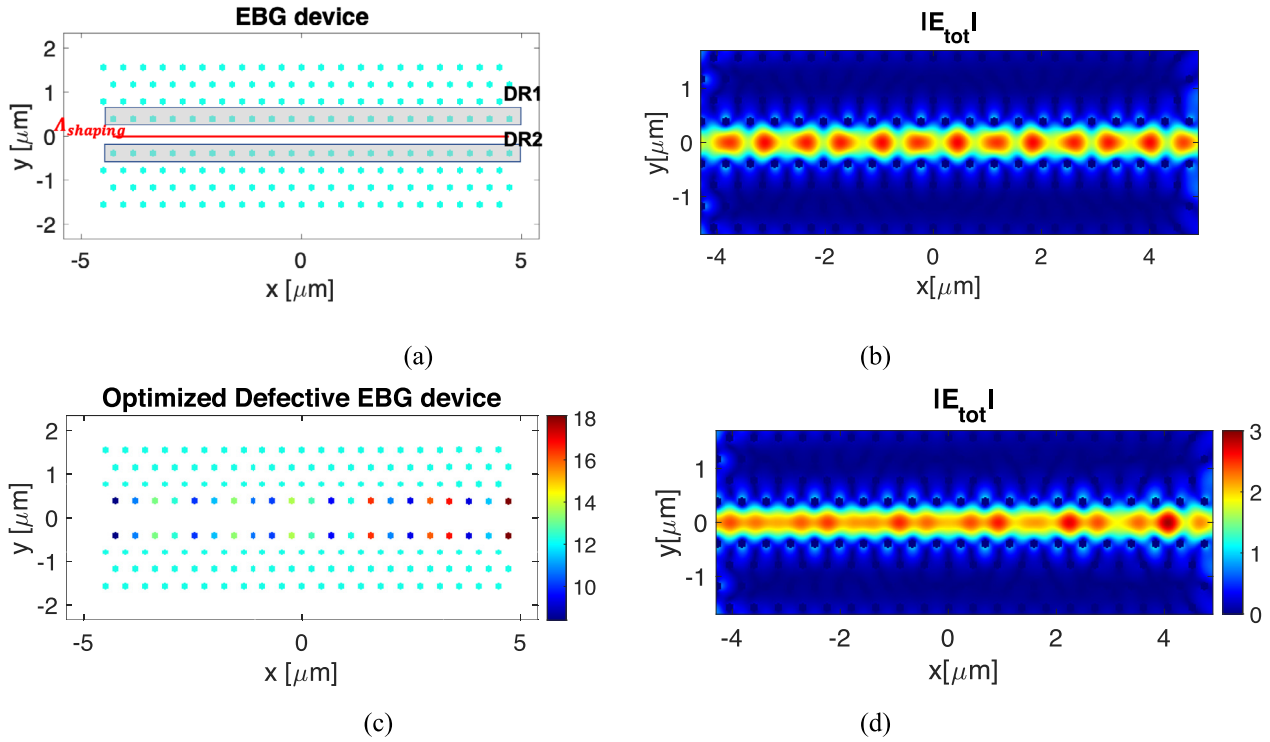 EBG device
2
1
0
-1
-2
y [μm]
DR1
Λshaping
DR2
-5
0
5
x [μm]
(a)
|Etot|
1
0
-1
y[μm]
-4
-2
0
2
4
x[μm]
(b)
Optimized Defective EBG device
2
1
0
-1
-2
y [μm]
-5
0
5
x [μm]
18
16
14
12
10
(c)
|Etot|
1
0
-1
y[μm]
-4
-2
0
2
4
x[μm]
3
2
1
0
(d)